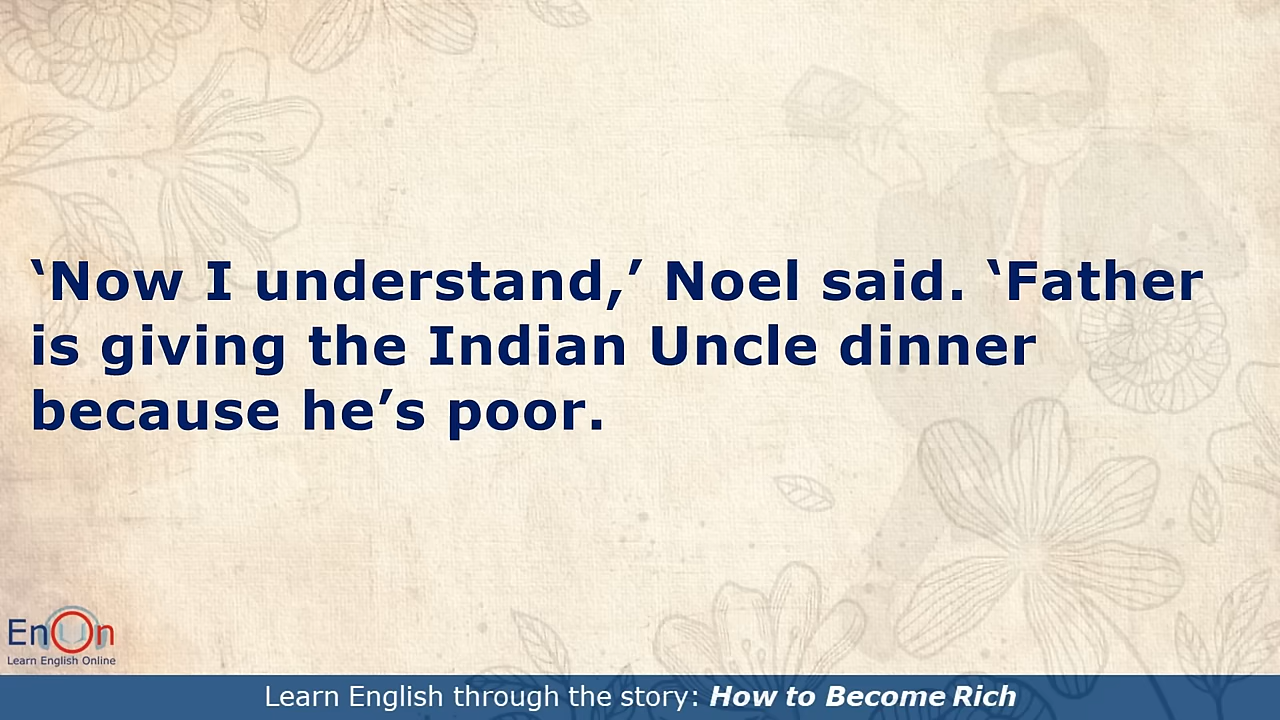 ‘Now I understand,’ Noel said. ‘Father
is giving the Indian Uncle dinner
because he’s poor.
EnOn
Learn English Online
Learn English through the story: How to Become Rich